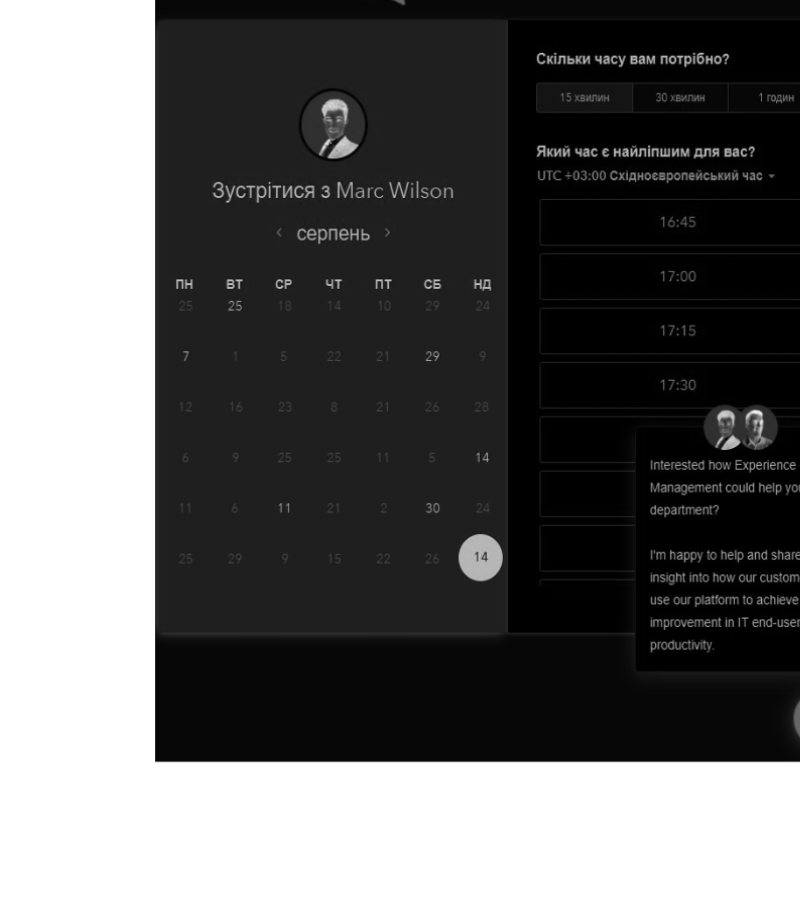 Зустрітися з Marc Wilson
серпень
ПН ВТ СР ЧТ ПТ СБ НД
25 25 18 14 10 29 24
7 1 5 22 21 29 9
12 16 23 8 21 26 28
6 9 25 25 11 5 14
11 6 11 21 2 30 24
25 29 9 15 22 26 14
Скільки часу вам потрібно?
15 хвилин 30 хвилин 1 годин
Який час є найліпшим для вас?
UTC +03:00 Східноєвропейський час
16:45
17:00
17:15
17:30
Interested how Experience
Management could help you
department?
I'm happy to help and share
insight into how our custom
use our platform to achieve
improvement in IT end-user
productivity.